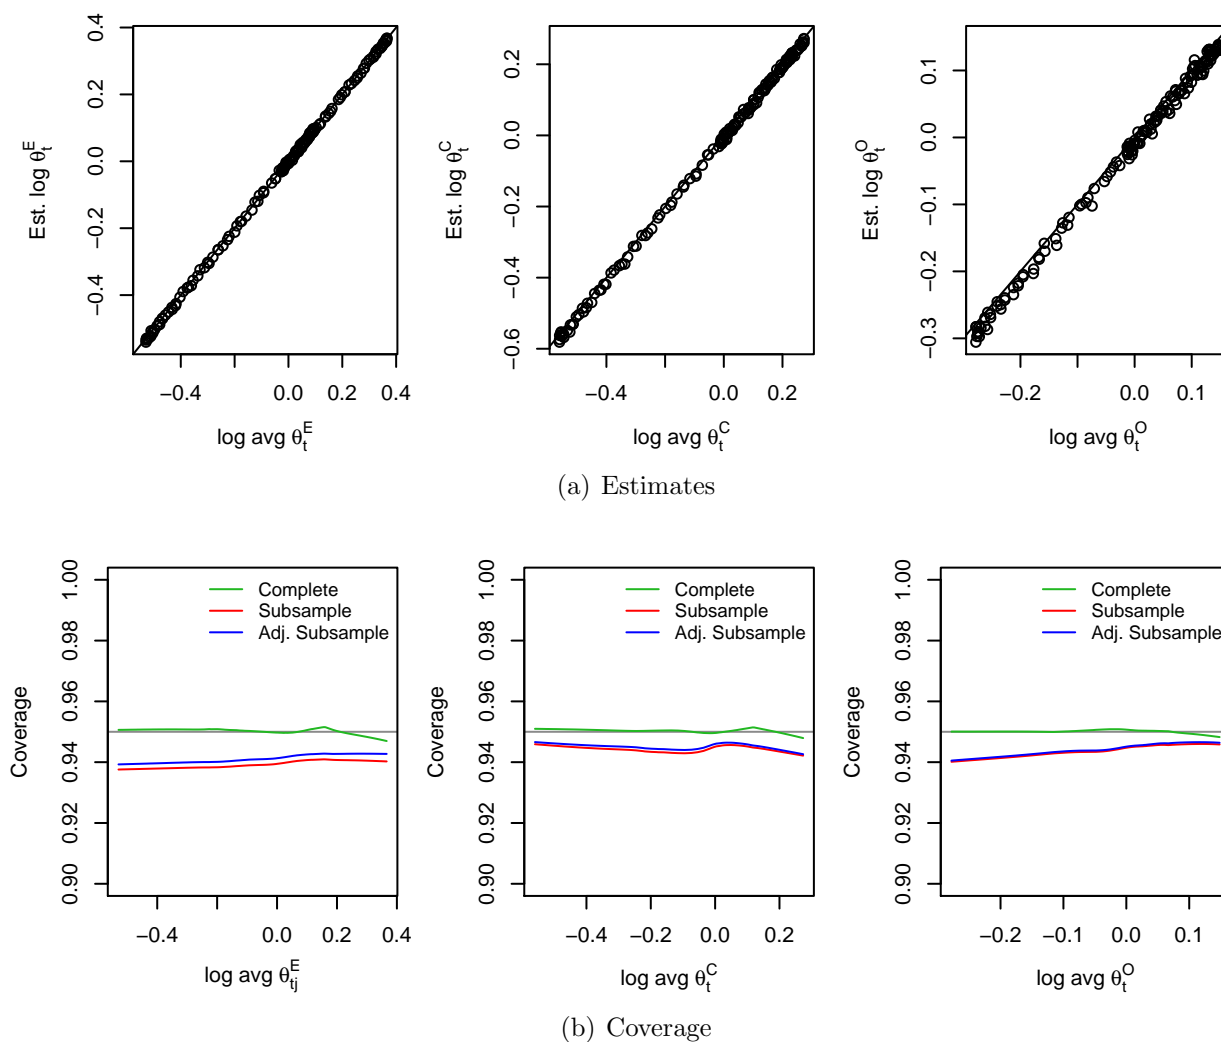 Est. log θ_t^E
0.4
0.2
0.0
−0.2
−0.4
−0.4 0.0 0.2 0.4
log avg θ_t^E
Est. log θ_t^C
0.2
0.0
−0.2
−0.4
−0.6
−0.4 0.0 0.2
log avg θ_t^C
Est. log θ_t^O
0.1
0.0
−0.1
−0.2
−0.3
−0.2 0.0 0.1
log avg θ_t^O
(a) Estimates
Coverage
1.00
0.98
0.96
0.94
0.92
0.90
Complete
Subsample
Adj. Subsample
−0.4 0.0 0.2 0.4
log avg θ_tj^E
Coverage
1.00
0.98
0.96
0.94
0.92
0.90
Complete
Subsample
Adj. Subsample
−0.4 −0.2 0.0 0.2
log avg θ_t^C
Coverage
1.00
0.98
0.96
0.94
0.92
0.90
Complete
Subsample
Adj. Subsample
−0.2 −0.1 0.0 0.1
log avg θ_t^O
(b) Coverage